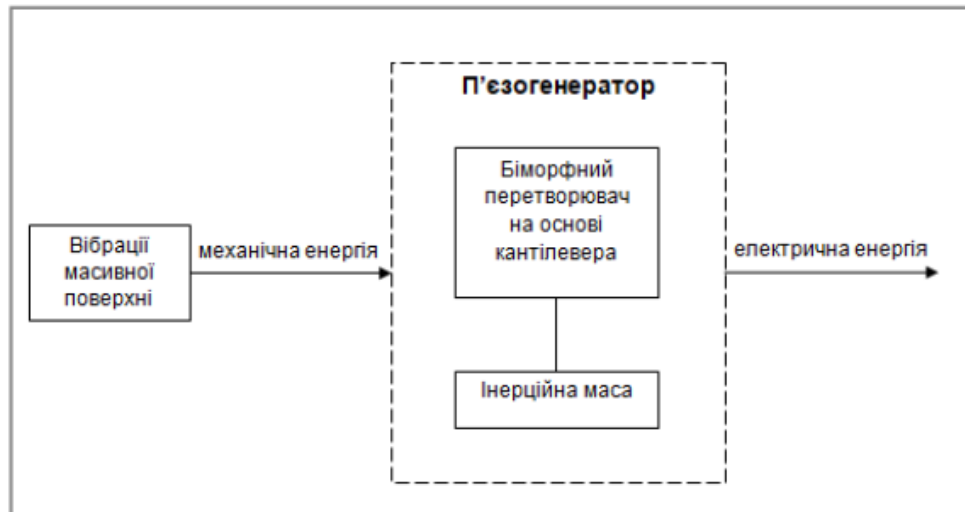 П’єзогенератор
Біморфний
перетворювач
на основі
кантілевера
Вібрації
масивної
поверхні
механічна енергія
електрична енергія
Інерційна маса